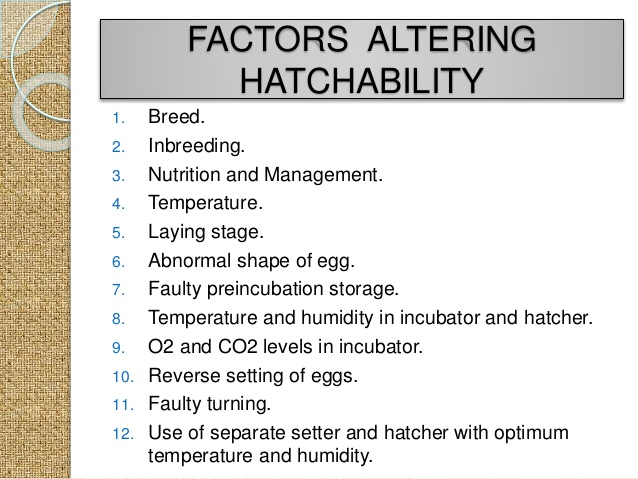 FACTORS ALTERING
HATCHABILITY
1. Breed.
2. Inbreeding.
3. Nutrition and Management.
4. Temperature.
5. Laying stage.
6. Abnormal shape of egg.
7. Faulty preincubation storage.
8. Temperature and humidity in incubator and hatcher.
9. O2 and CO2 levels in incubator.
10. Reverse setting of eggs.
11. Faulty turning.
12. Use of separate setter and hatcher with optimum
temperature and humidity.